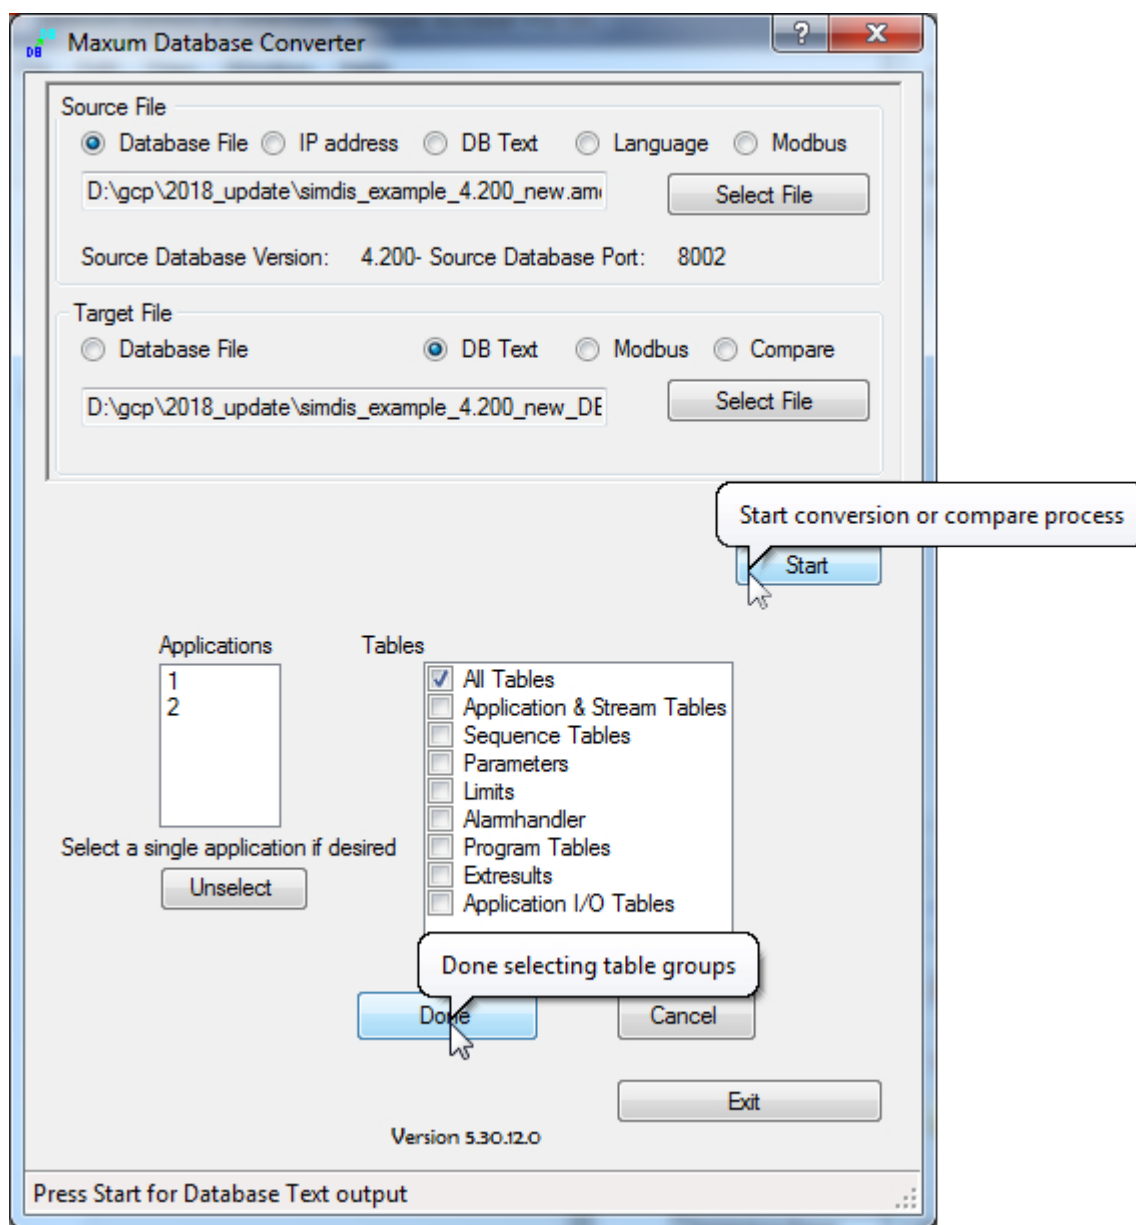 DB DB Maxum Database Converter ? X
Source File
Database File IP address DB Text Language Modbus
D:\gcp\2018_update\simdis_example_4.200_new.am Select File
Source Database Version: 4.200- Source Database Port: 8002
Target File
Database File DB Text Modbus Compare
D:\gcp\2018_update\simdis_example_4.200_new_DE Select File
Start conversion or compare process
Start
Applications Tables
1 All Tables
2 Application & Stream Tables
Sequence Tables
Parameters
Limits
Alarmhandler
Select a single application if desired Program Tables
Unselect Extresults
Application I/O Tables
Done selecting table groups
Done Cancel
Exit
Version 5.30.12.0
Press Start for Database Text output